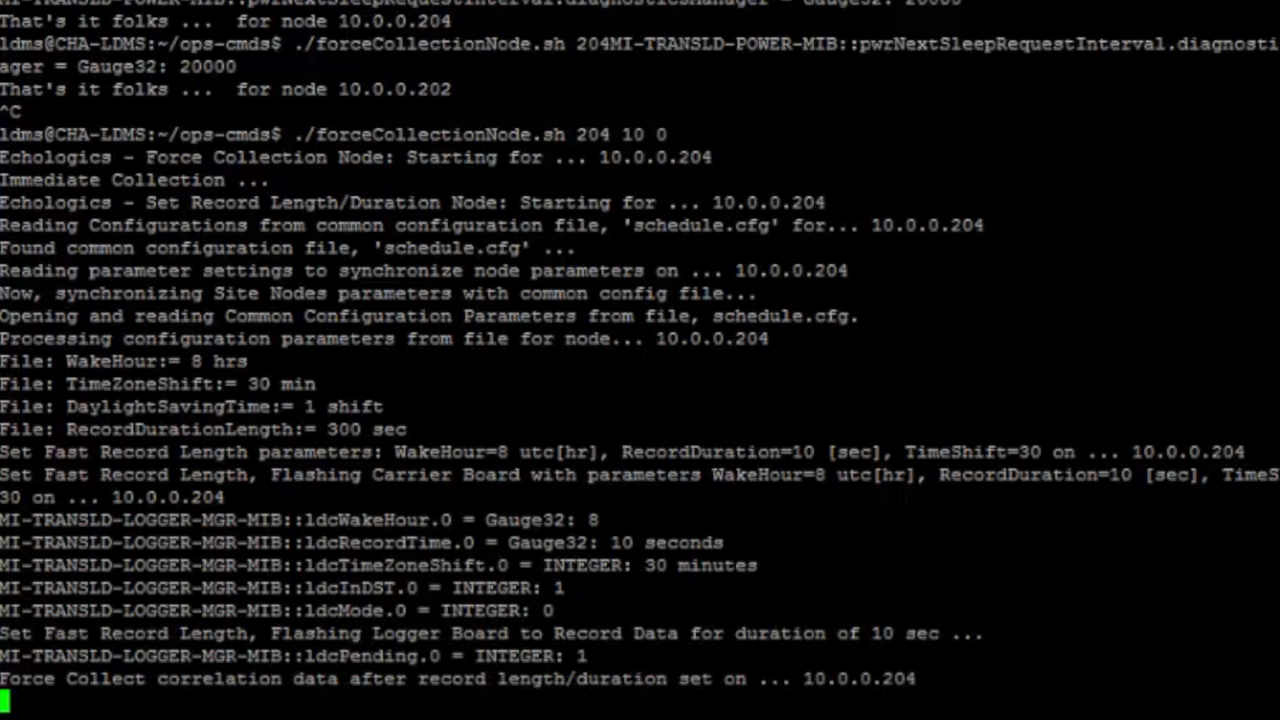 MI-TRANSLD-POWER-MIB::pwrNextSleepRequestInterval.diagnosticsManager = Gauge32: 20000
That's it folks ...  for node 10.0.0.204
ldms@CHA-LDMS:~/ops-cmds$ ./forceCollectionNode.sh 204MI-TRANSLD-POWER-MIB::pwrNextSleepRequestInterval.diagnosti
ager = Gauge32: 20000
That's it folks ...  for node 10.0.0.202
^C
ldms@CHA-LDMS:~/ops-cmds$ ./forceCollectionNode.sh 204 10 0
Echologics - Force Collection Node: Starting for ... 10.0.0.204
Immediate Collection ...
Echologics - Set Record Length/Duration Node: Starting for ... 10.0.0.204
Reading Configurations from common configuration file, 'schedule.cfg' for... 10.0.0.204
Found common configuration file, 'schedule.cfg' ...
Reading parameter settings to synchronize node parameters on ... 10.0.0.204
Now, synchronizing Site Nodes parameters with common config file...
Opening and reading Common Configuration Parameters from file, schedule.cfg.
Processing configuration parameters from file for node... 10.0.0.204
File: WakeHour:= 8 hrs
File: TimeZoneShift:= 30 min
File: DaylightSavingTime:= 1 shift
File: RecordDurationLength:= 300 sec
Set Fast Record Length parameters: WakeHour=8 utc[hr], RecordDuration=10 [sec], TimeShift=30 on ... 10.0.0.204
Set Fast Record Length, Flashing Carrier Board with parameters WakeHour=8 utc[hr], RecordDuration=10 [sec], TimeS
30 on ... 10.0.0.204
MI-TRANSLD-LOGGER-MGR-MIB::ldcWakeHour.0 = Gauge32: 8
MI-TRANSLD-LOGGER-MGR-MIB::ldcRecordTime.0 = Gauge32: 10 seconds
MI-TRANSLD-LOGGER-MGR-MIB::ldcTimeZoneShift.0 = INTEGER: 30 minutes
MI-TRANSLD-LOGGER-MGR-MIB::ldcInDST.0 = INTEGER: 1
MI-TRANSLD-LOGGER-MGR-MIB::ldcMode.0 = INTEGER: 0
Set Fast Record Length, Flashing Logger Board to Record Data for duration of 10 sec ...
MI-TRANSLD-LOGGER-MGR-MIB::ldcPending.0 = INTEGER: 1
Force Collect correlation data after record length/duration set on ... 10.0.0.204